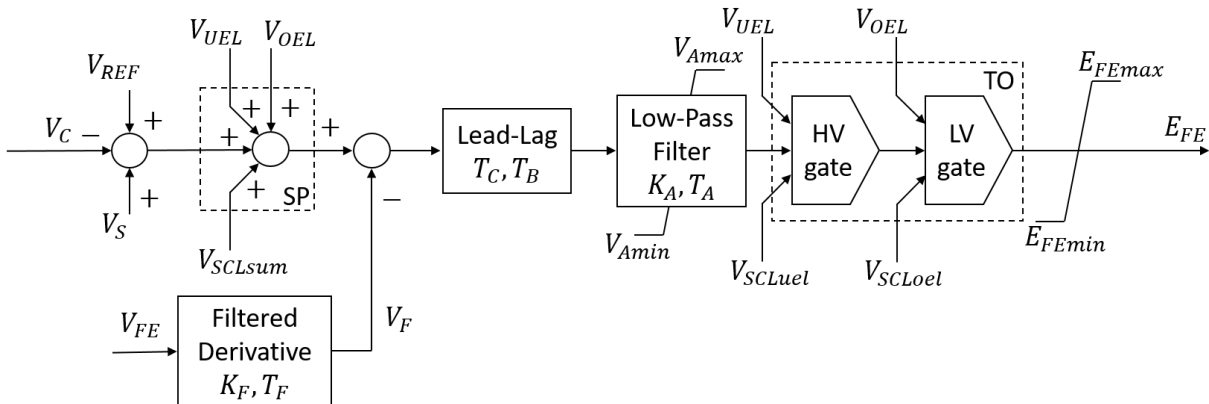 V_UEL
V_OEL
V_REF
V_C
−
+
+
V_S
+
+
+
+
SP
V_SCLsum
+
−
Lead-Lag
T_C, T_B
V_Amax
Low-Pass
Filter
K_A, T_A
V_Amin
V_UEL
V_OEL
TO
HV
gate
LV
gate
V_SCLuel
V_SCLoel
E_FEmax
E_FE
E_FEmin
V_FE
Filtered
Derivative
K_F, T_F
V_F